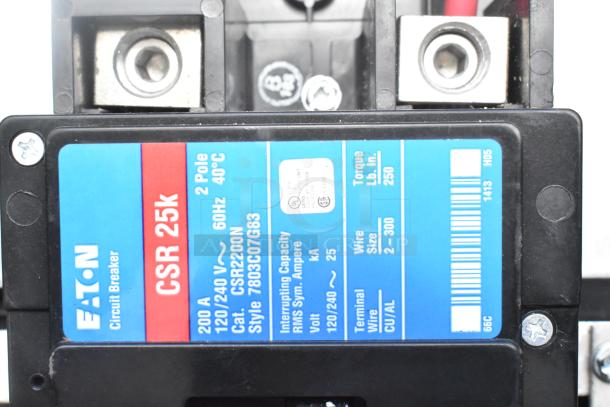 EATON
Circuit Breaker
CSR 25k
200 A 2 Pole
120/240 V~ 60Hz 40°C
Cat. CSR2200N
Style 7803C07G83
Interrupting Capacity
RMS Sym. Ampere
Volt kA
120/240 ~ 25
Terminal Wire Torque
Wire Size Lb. In.
CU/AL 2-300 250
66C 1413 H05